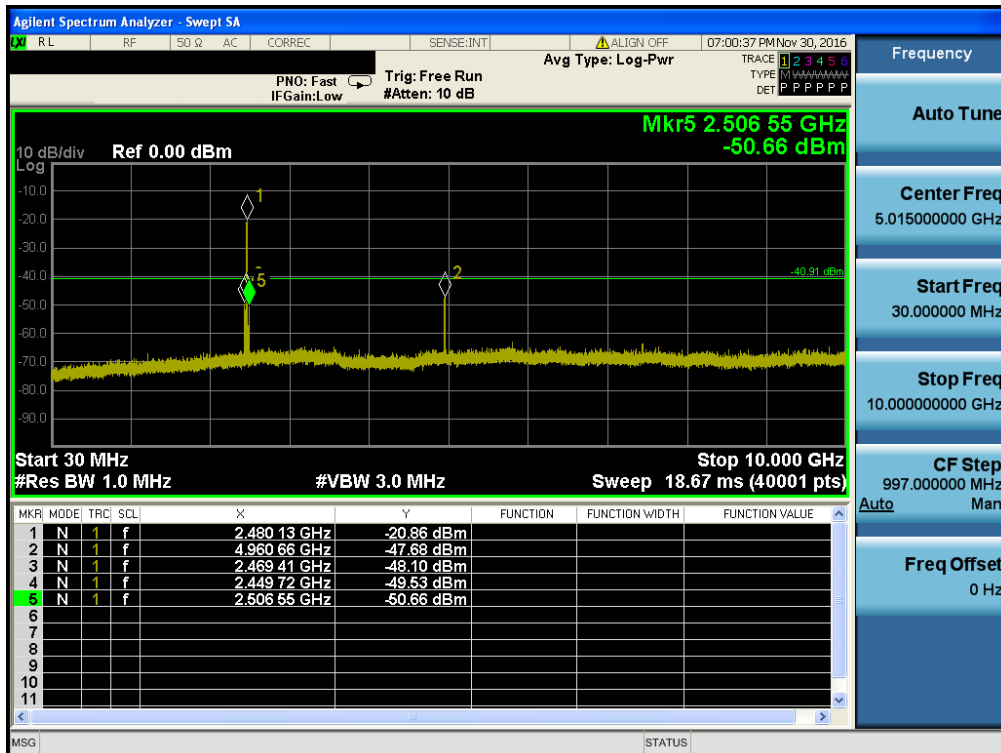 Agilent Spectrum Analyzer - Swept SA
LXI RL RF 50 Ω AC CORREC SENSE:INT ALIGN OFF 07:00:37 PM Nov 30, 2016
Avg Type: Log-Pwr
TRACE 1 2 3 4 5 6
TYPE M
DET P P P P P P
PNO: Fast
IFGain:Low
Trig: Free Run
#Atten: 10 dB
Mkr5 2.506 55 GHz
-50.66 dBm
10 dB/div Ref 0.00 dBm
Log
-10.0
-20.0
-30.0
-40.0
-50.0
-60.0
-70.0
-80.0
-90.0
1
2
5
-40.91 dBm
Start 30 MHz
Stop 10.000 GHz
#Res BW 1.0 MHz
#VBW 3.0 MHz
Sweep 18.67 ms (40001 pts)
MKR MODE TRC SCL X Y FUNCTION FUNCTION WIDTH FUNCTION VALUE
1 N 1 f 2.480 13 GHz -20.86 dBm
2 N 1 f 4.960 66 GHz -47.68 dBm
3 N 1 f 2.469 41 GHz -48.10 dBm
4 N 1 f 2.449 72 GHz -49.53 dBm
5 N 1 f 2.506 55 GHz -50.66 dBm
6
7
8
9
10
11
MSG
STATUS
Frequency
Auto Tune
Center Freq
5.015000000 GHz
Start Freq
30.000000 MHz
Stop Freq
10.000000000 GHz
CF Step
997.000000 MHz
Auto Man
Freq Offset
0 Hz